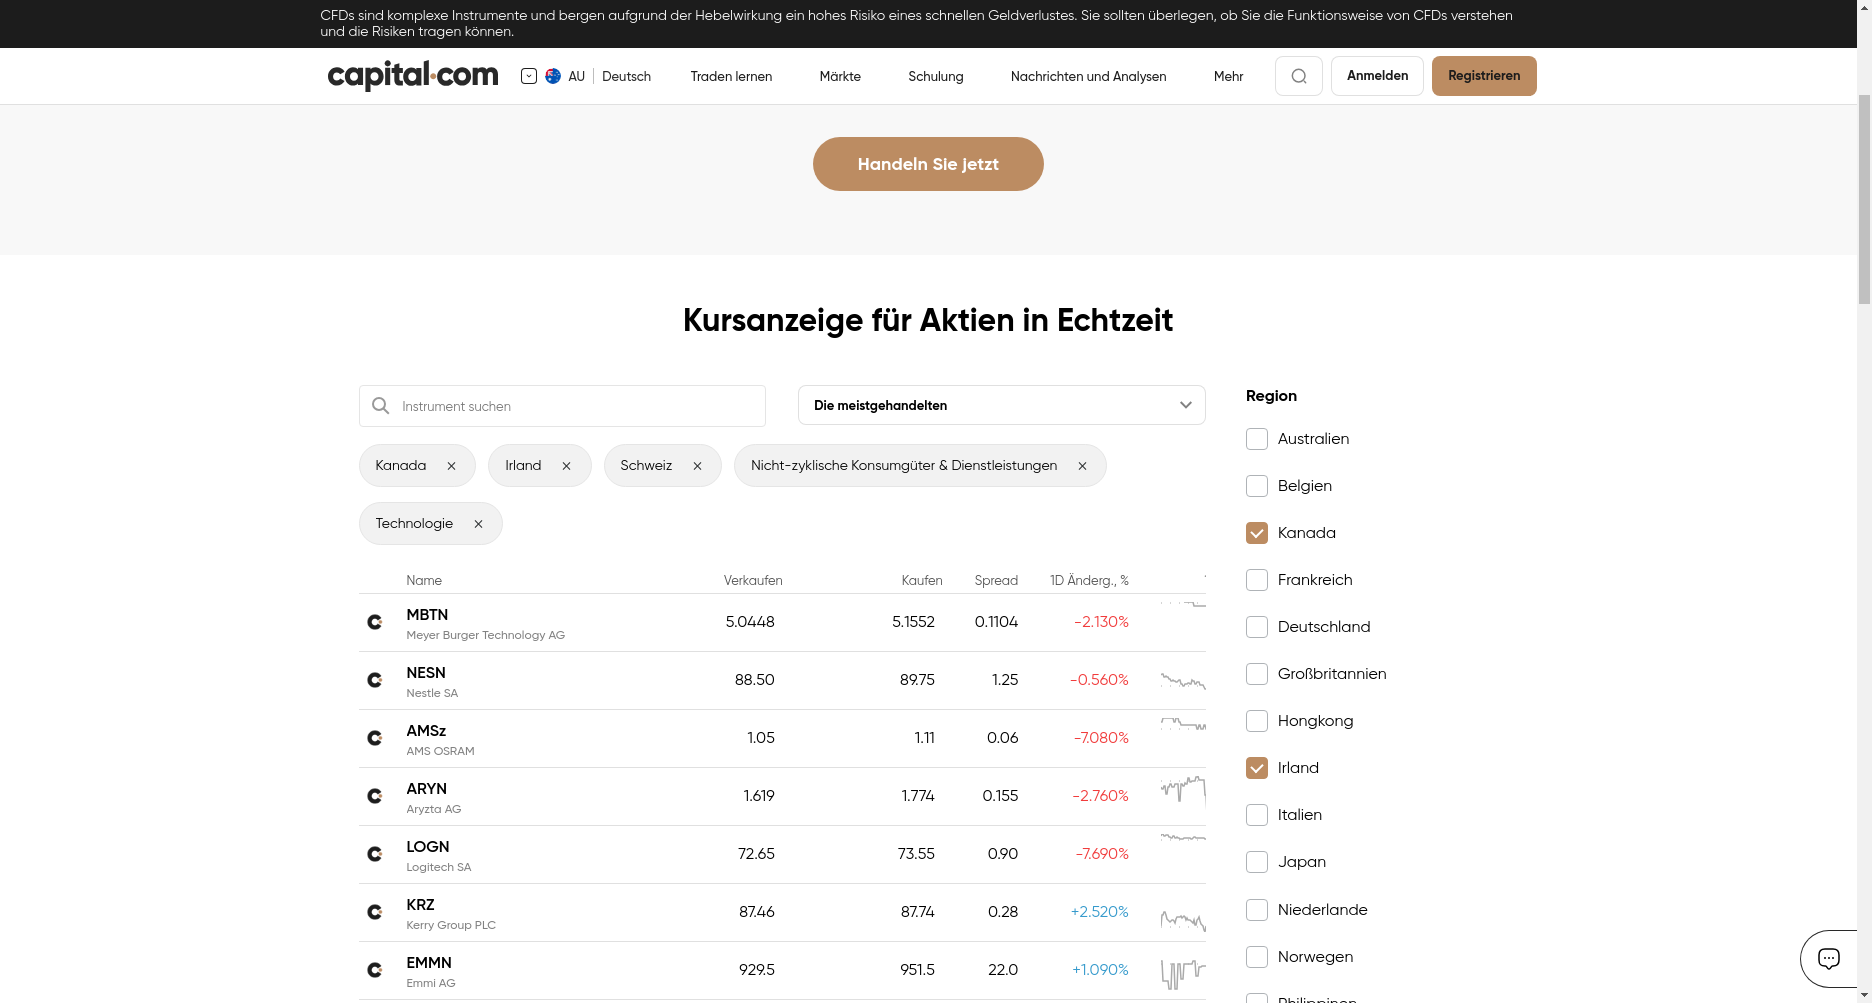 CFDs sind komplexe Instrumente und bergen aufgrund der Hebelwirkung ein hohes Risiko eines schnellen Geldverlustes. Sie sollten überlegen, ob Sie die Funktionsweise von CFDs verstehen
und die Risiken tragen können.
capital.com AU Deutsch Traden lernen Märkte Schulung Nachrichten und Analysen Mehr Anmelden Registrieren
Handeln Sie jetzt
Kursanzeige für Aktien in Echtzeit
Instrument suchen
Die meistgehandelten
Kanada × Irland × Schweiz × Nicht-zyklische Konsumgüter & Dienstleistungen ×
Technologie ×
Name Verkaufen Kaufen Spread 1D Änderg., %
MBTN 5.0448 5.1552 0.1104 -2.130%
Meyer Burger Technology AG
NESN 88.50 89.75 1.25 -0.560%
Nestle SA
AMSz 1.05 1.11 0.06 -7.080%
AMS OSRAM
ARYN 1.619 1.774 0.155 -2.760%
Aryzta AG
LOGN 72.65 73.55 0.90 -7.690%
Logitech SA
KRZ 87.46 87.74 0.28 +2.520%
Kerry Group PLC
EMMN 929.5 951.5 22.0 +1.090%
Emmi AG
Region
Australien
Belgien
Kanada
Frankreich
Deutschland
Großbritannien
Hongkong
Irland
Italien
Japan
Niederlande
Norwegen
Philippinen